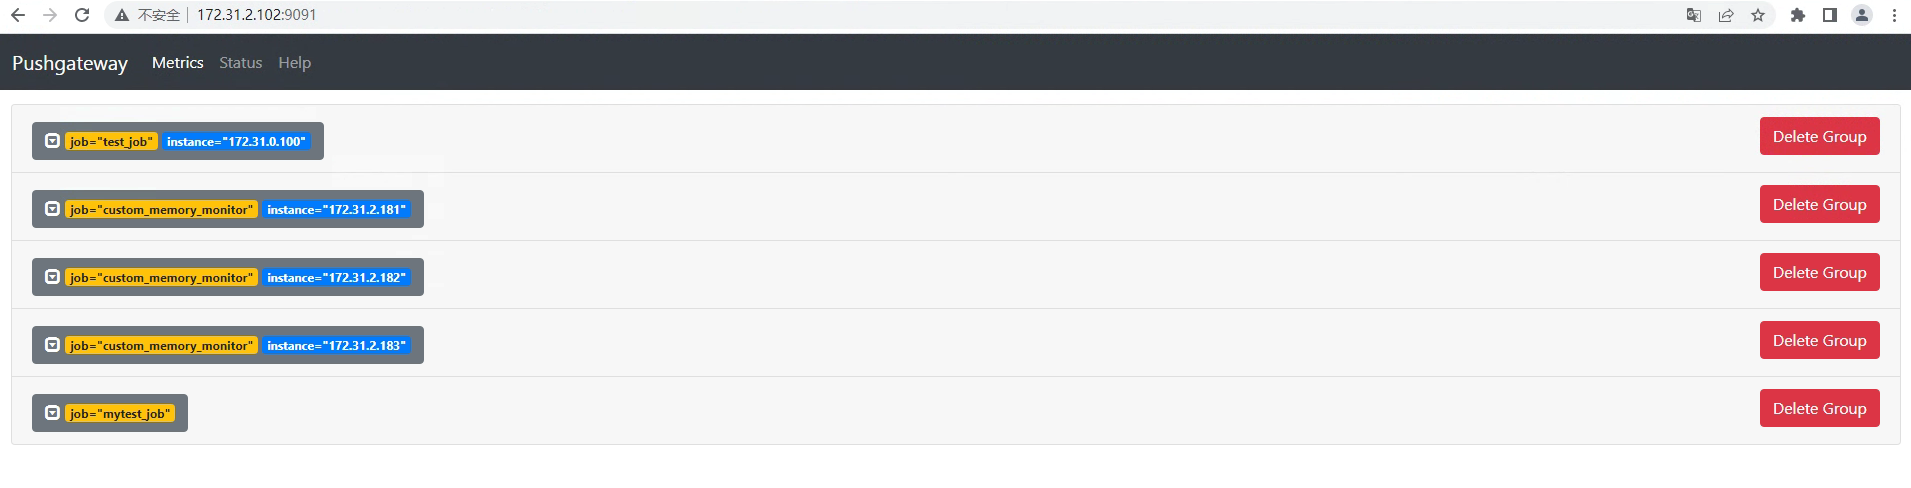 不安全 172.31.2.102:9091
Pushgateway Metrics Status Help
job="test_job" instance="172.31.0.100" Delete Group
job="custom_memory_monitor" instance="172.31.2.181" Delete Group
job="custom_memory_monitor" instance="172.31.2.182" Delete Group
job="custom_memory_monitor" instance="172.31.2.183" Delete Group
job="mytest_job" Delete Group